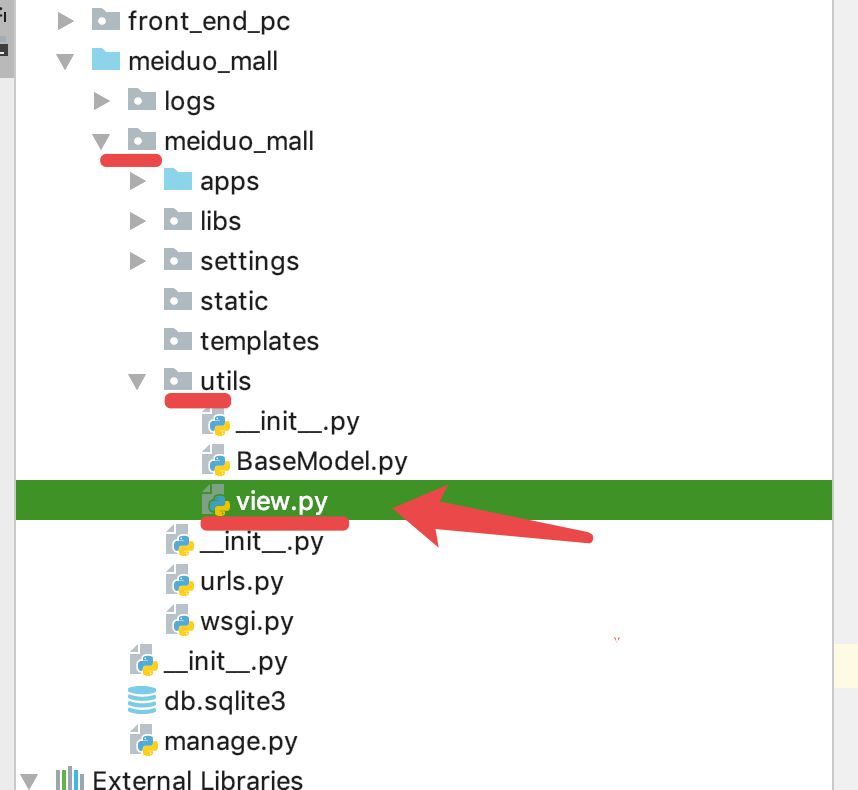 front_end_pc
meiduo_mall
logs
meiduo_mall
apps
libs
settings
static
templates
utils
__init__.py
BaseModel.py
view.py
__init__.py
urls.py
wsgi.py
__init__.py
db.sqlite3
manage.py
External Libraries